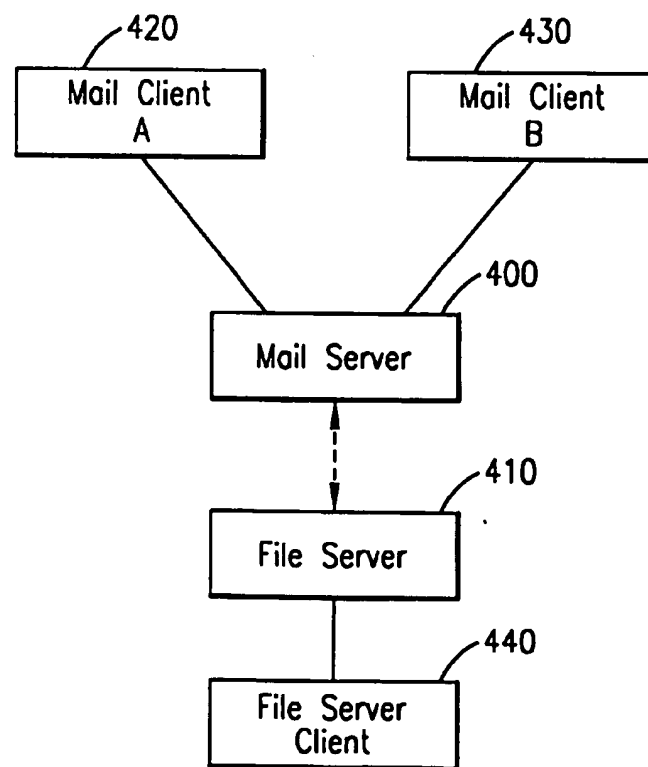 420
430
Mail Client
A
Mail Client
B
400
Mail Server
410
File Server
440
File Server
Client